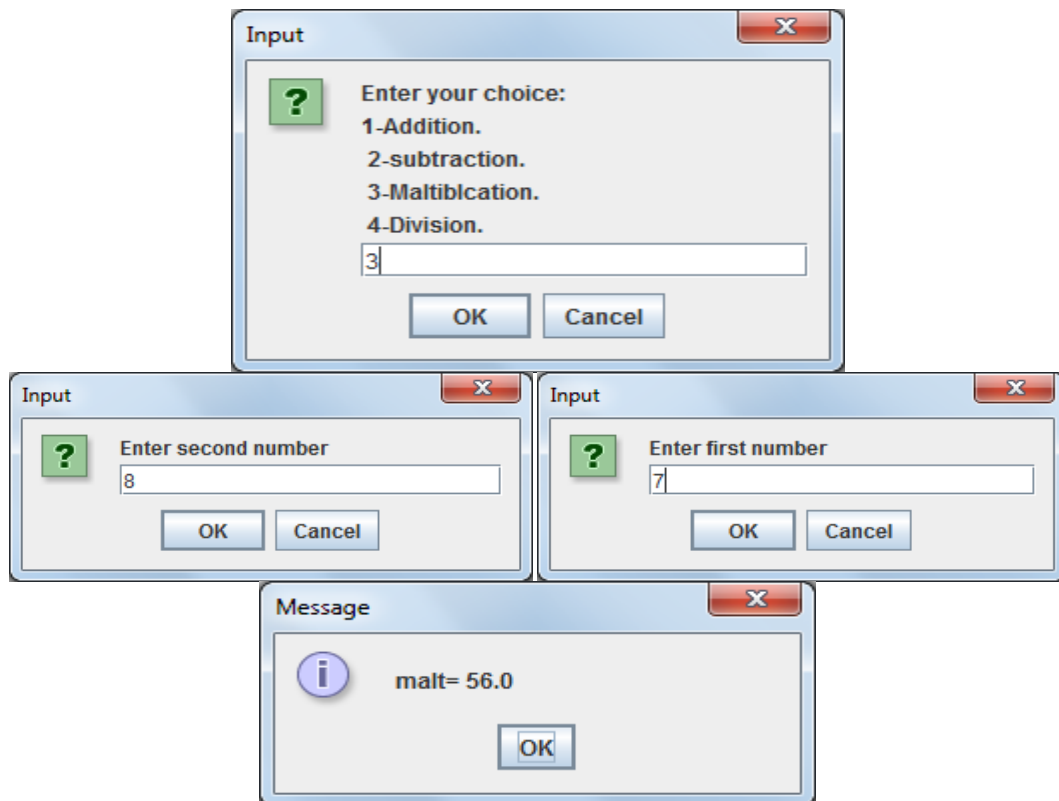 Input
Enter your choice:
1-Addition.
2-subtraction.
3-Maltiblcation.
4-Division.
3
OK Cancel
Input
Enter second number
8
OK Cancel
Input
Enter first number
7
OK Cancel
Message
malt= 56.0
OK